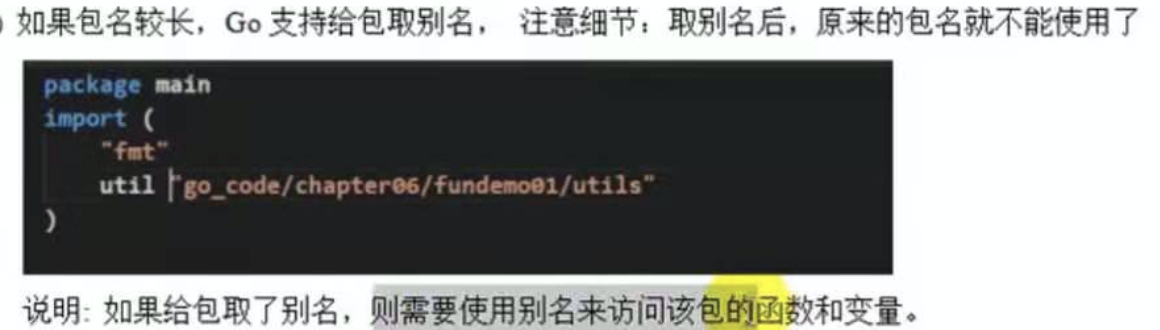 ) 如果包名较长，Go 支持给包取别名， 注意细节：取别名后，原来的包名就不能使用了
package main
import (
"fmt"
util "go_code/chapter06/fundemo01/utils"
)
说明: 如果给包取了别名，则需要使用别名来访问该包的函数和变量。